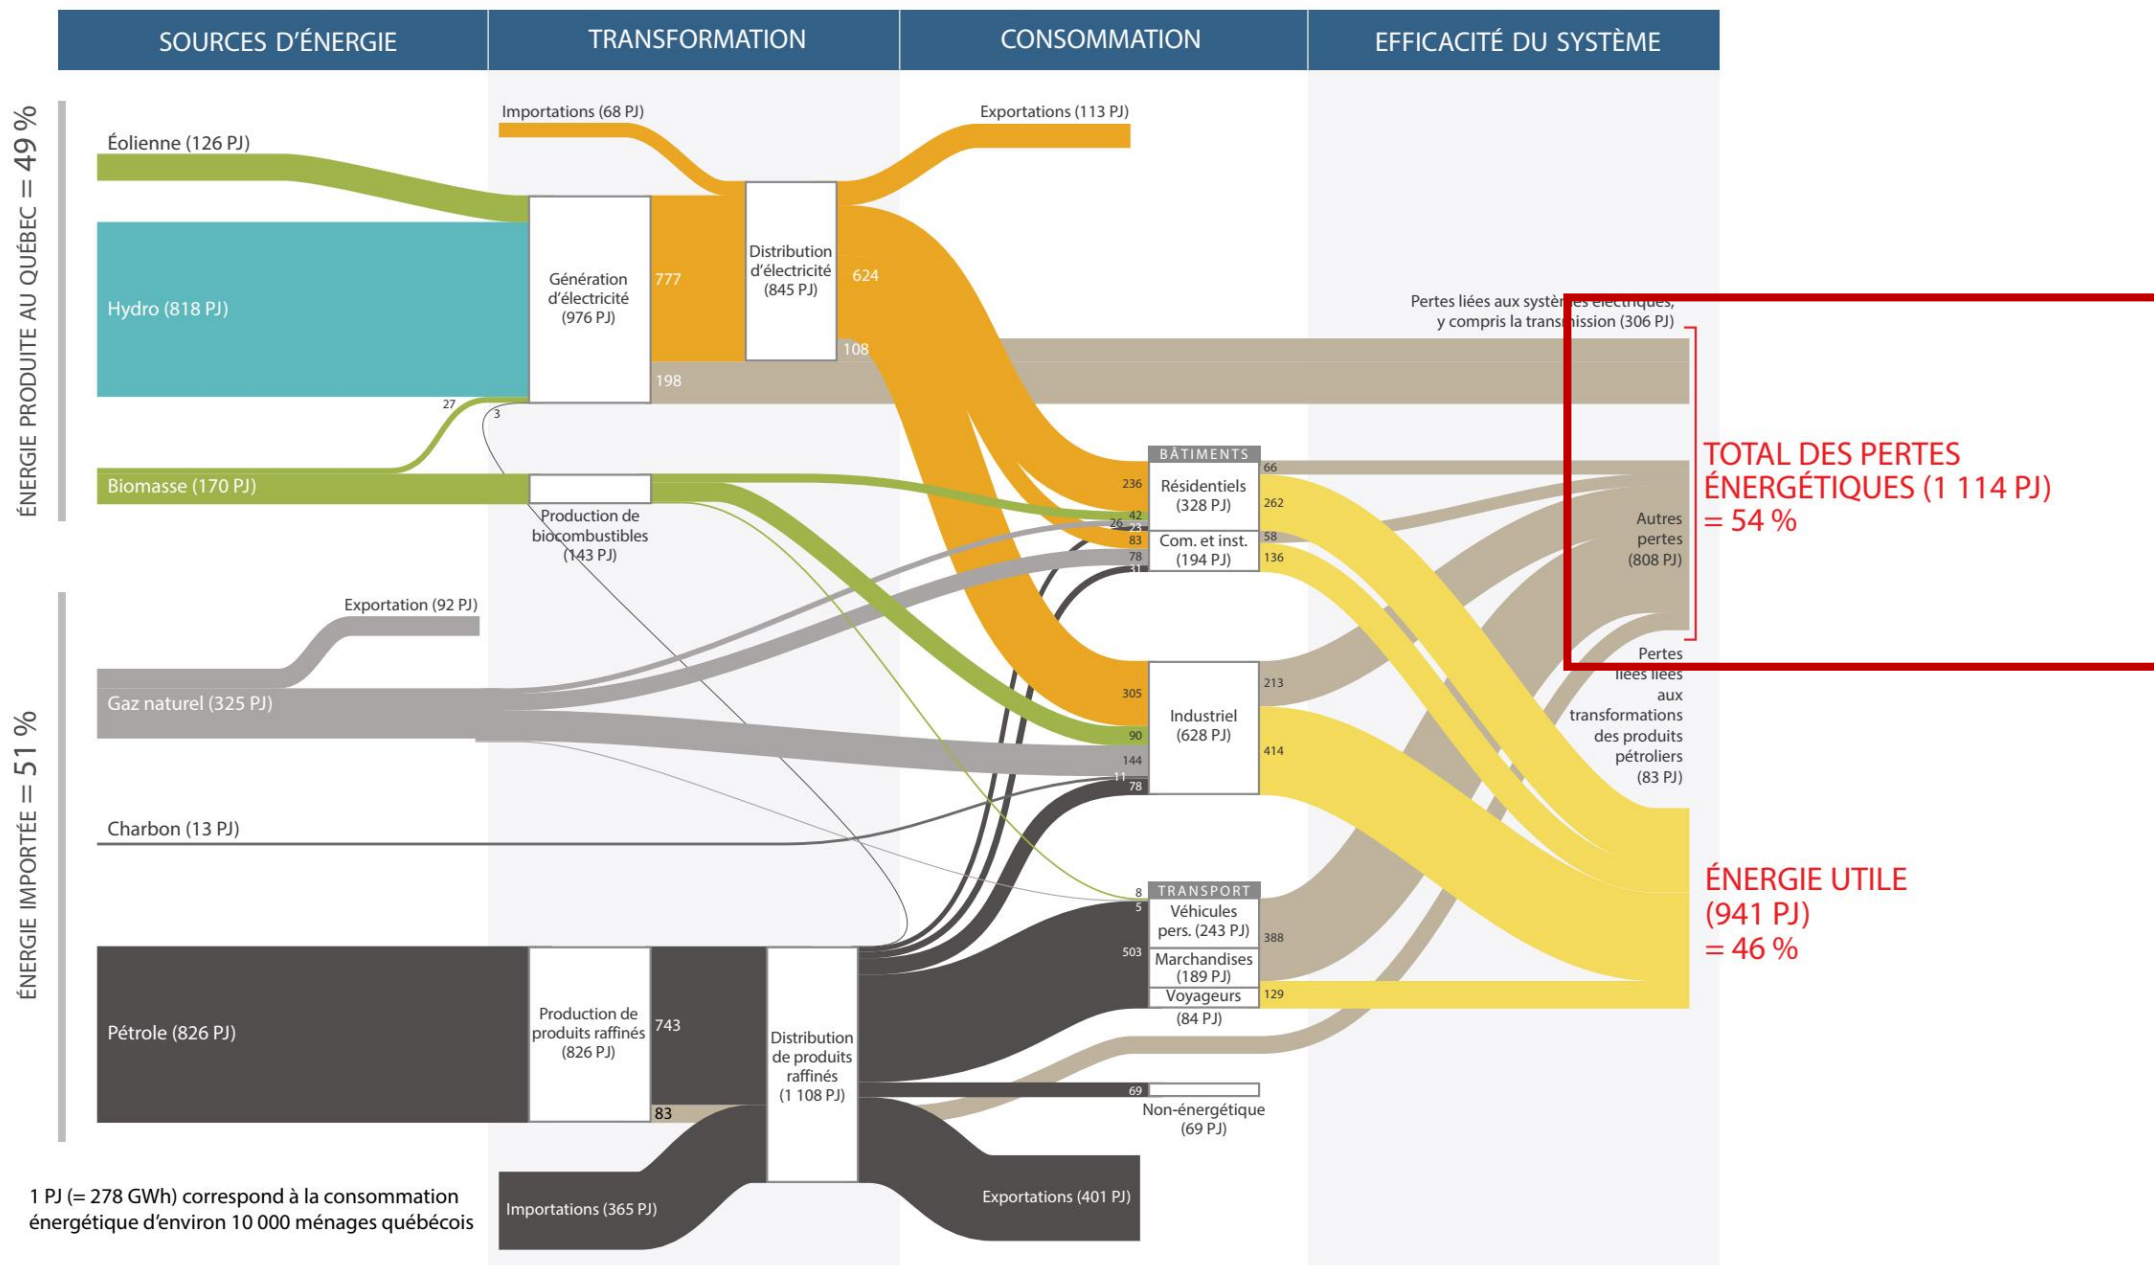 SOURCES D’ÉNERGIE
TRANSFORMATION
CONSOMMATION
EFFICACITÉ DU SYSTÈME
ÉNERGIE PRODUITE AU QUÉBEC = 49 %
Éolienne (126 PJ)
Hydro (818 PJ)
27
3
Biomasse (170 PJ)
Importations (68 PJ)
Génération
d’électricité
(976 PJ)
777
198
Distribution
d’électricité
(845 PJ)
624
108
Exportations (113 PJ)
Production de
biocombustibles
(143 PJ)
ÉNERGIE IMPORTÉE = 51 %
Exportation (92 PJ)
Gaz naturel (325 PJ)
Charbon (13 PJ)
Pétrole (826 PJ)
Production de
produits raffinés
(826 PJ)
743
83
Distribution
de produits
raffinés
(1 108 PJ)
Importations (365 PJ)
Exportations (401 PJ)
BÂTIMENTS
236
42
26
23
Résidentiels
(328 PJ)
66
262
83
78
31
Com. et inst.
(194 PJ)
58
136
305
90
144
11
78
Industriel
(628 PJ)
213
414
TRANSPORT
8
5
503
Véhicules
pers. (243 PJ)
Marchandises
(189 PJ)
Voyageurs
(84 PJ)
388
129
69
Non-énergétique
(69 PJ)
Pertes liées aux systèmes électriques,
y compris la transmission (306 PJ)
Autres
pertes
(808 PJ)
TOTAL DES PERTES
ÉNERGÉTIQUES (1 114 PJ)
= 54 %
Pertes
liées liées
aux
transformations
des produits
pétroliers
(83 PJ)
ÉNERGIE UTILE
(941 PJ)
= 46 %
1 PJ (= 278 GWh) correspond à la consommation
énergétique d’environ 10 000 ménages québécois